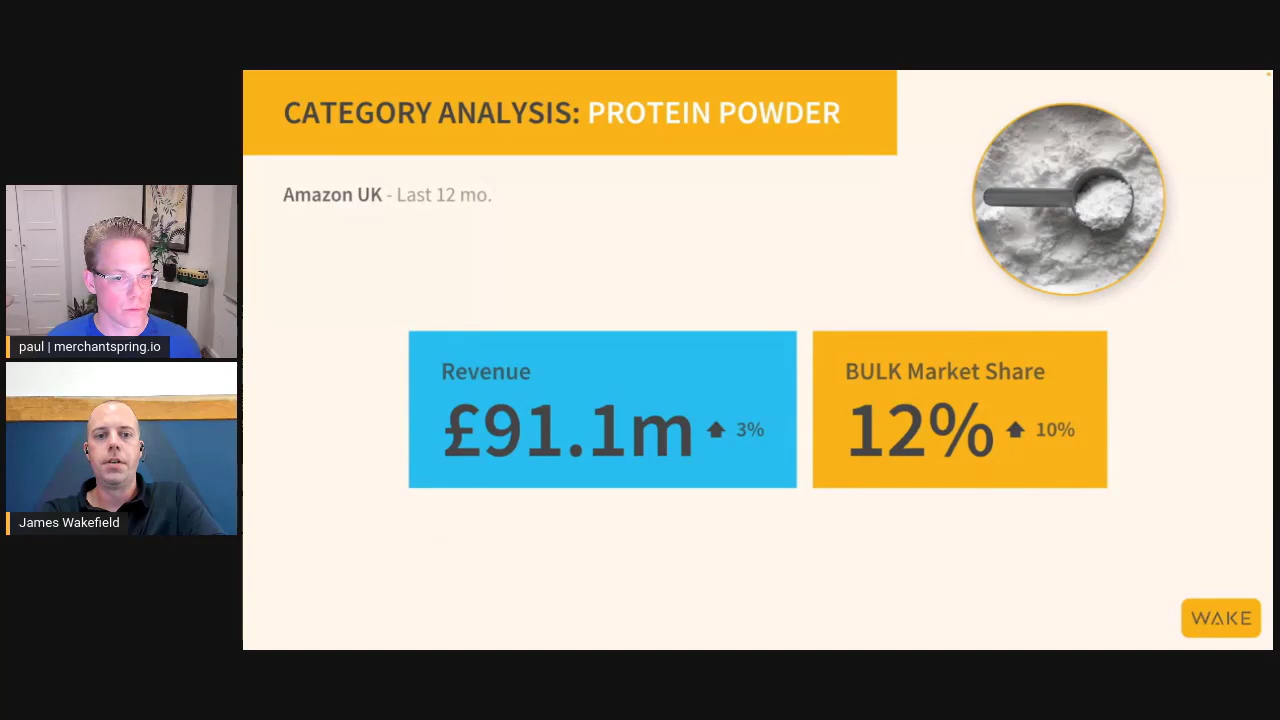 CATEGORY ANALYSIS: PROTEIN POWDER
Amazon UK - Last 12 mo.
paul | merchantspring.io
James Wakefield
Revenue
£91.1m 3%
BULK Market Share
12% 10%
WAKE